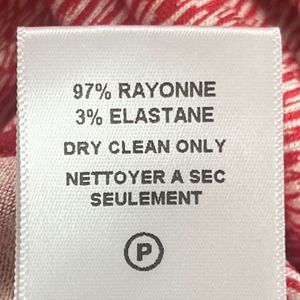 97% RAYONNE
3% ELASTANE
DRY CLEAN ONLY
NETTOYER A SEC
SEULEMENT
P